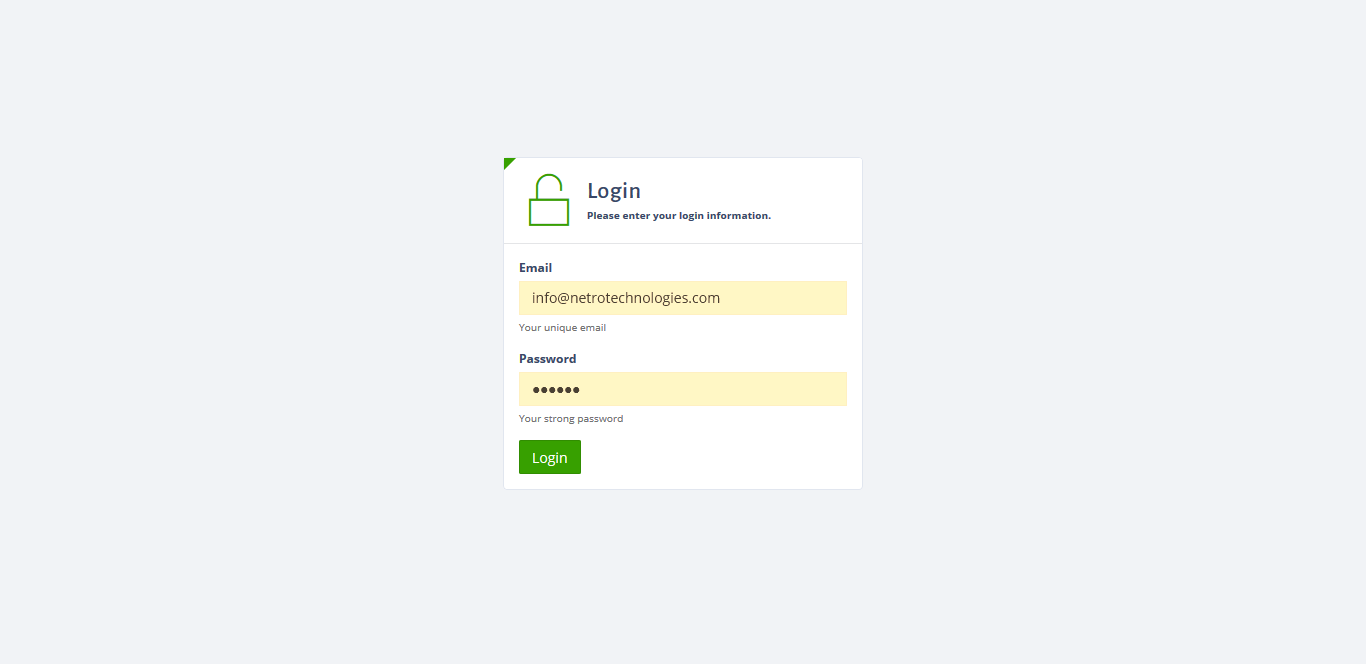 Login
Please enter your login information.
Email
info@netrotechnologies.com
Your unique email
Password
●●●●●●
Your strong password
Login